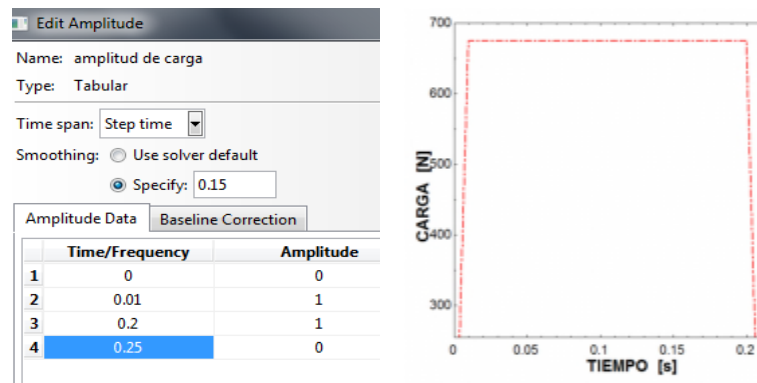 Edit Amplitude
Name: amplitud de carga
Type: Tabular
Time span: Step time
Smoothing: Use solver default
Specify: 0.15
Amplitude Data Baseline Correction
Time/Frequency Amplitude
1 0 0
2 0.01 1
3 0.2 1
4 0.25 0
700
600
500
400
300
CARGA [N]
0 0.05 0.1 0.15 0.2
TIEMPO [s]